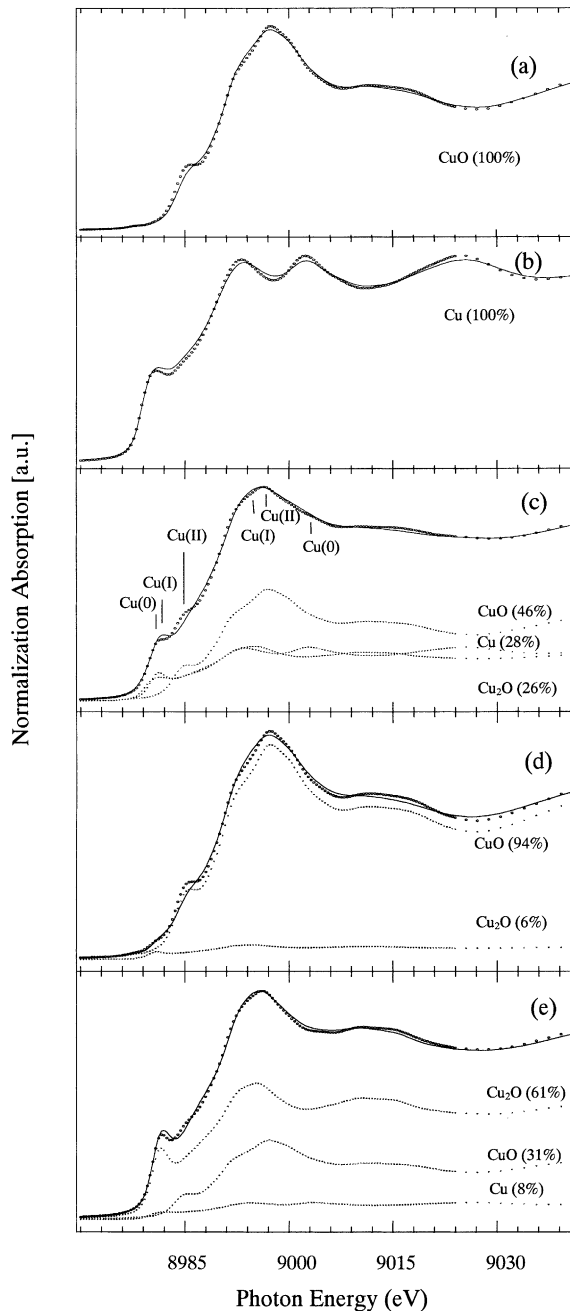 (a)
CuO (100%)
(b)
Cu (100%)
(c)
Cu(II)
Cu(I)
Cu(0)
Cu(II)
Cu(I)
Cu(0)
CuO (46%)
Cu (28%)
Cu₂O (26%)
(d)
CuO (94%)
Cu₂O (6%)
(e)
Cu₂O (61%)
CuO (31%)
Cu (8%)
Normalization Absorption [a.u.]
8985 9000 9015 9030
Photon Energy (eV)